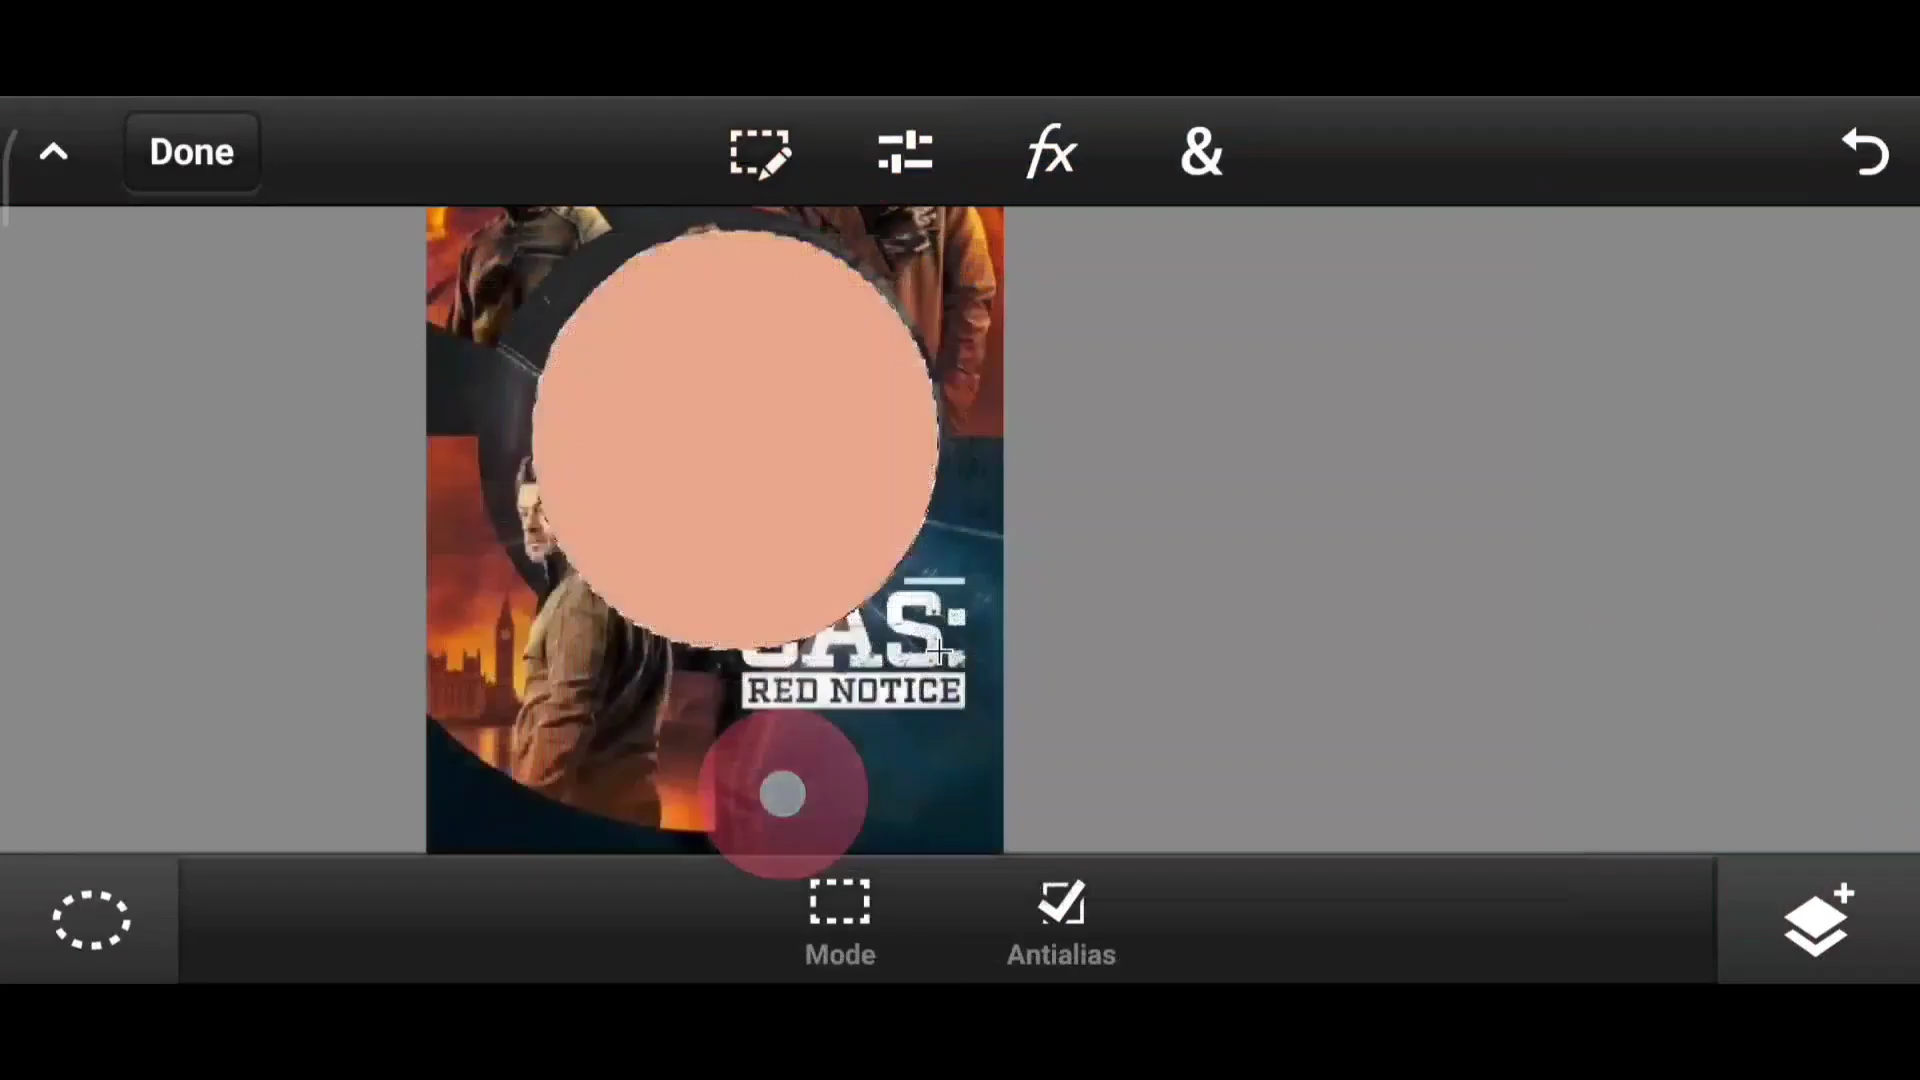 Done
fx
&
SAS:
RED NOTICE
Mode
Antialias